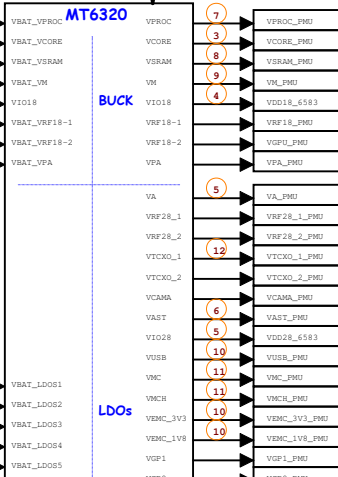 MT6320
VBAT_VPROC VPROC 7 VPROC_PMU
VBAT_VCORE VCORE 3 VCORE_PMU
VBAT_VSRAM VSRAM 8 VSRAM_PMU
VBAT_VM VM 9 VM_PMU
VIO18 BUCK VIO18 4 VDD18_6583
VBAT_VRF18-1 VRF18-1 VRF18_PMU
VBAT_VRF18-2 VRF18-2 VGPU_PMU
VBAT_VPA VPA VPA_PMU
VA 5 VA_PMU
VRF28_1 VRF28_1_PMU
VRF28_2 VRF28_2_PMU
VTCXO_1 12 VTCXO_1_PMU
VTCXO_2 VTCXO_2_PMU
VCAMA VCAMA_PMU
VAST 6 VAST_PMU
VIO28 5 VDD28_6583
VUSB 10 VUSB_PMU
VMC 11 VMC_PMU
VBAT_LDOS1 VMCH 11 VMCH_PMU
VBAT_LDOS2 LDOs
VBAT_LDOS3 VEMC_3V3 10 VEMC_3V3_PMU
VBAT_LDOS4 VEMC_1V8 10 VEMC_1V8_PMU
VBAT_LDOS5 VGP1 VGP1_PMU